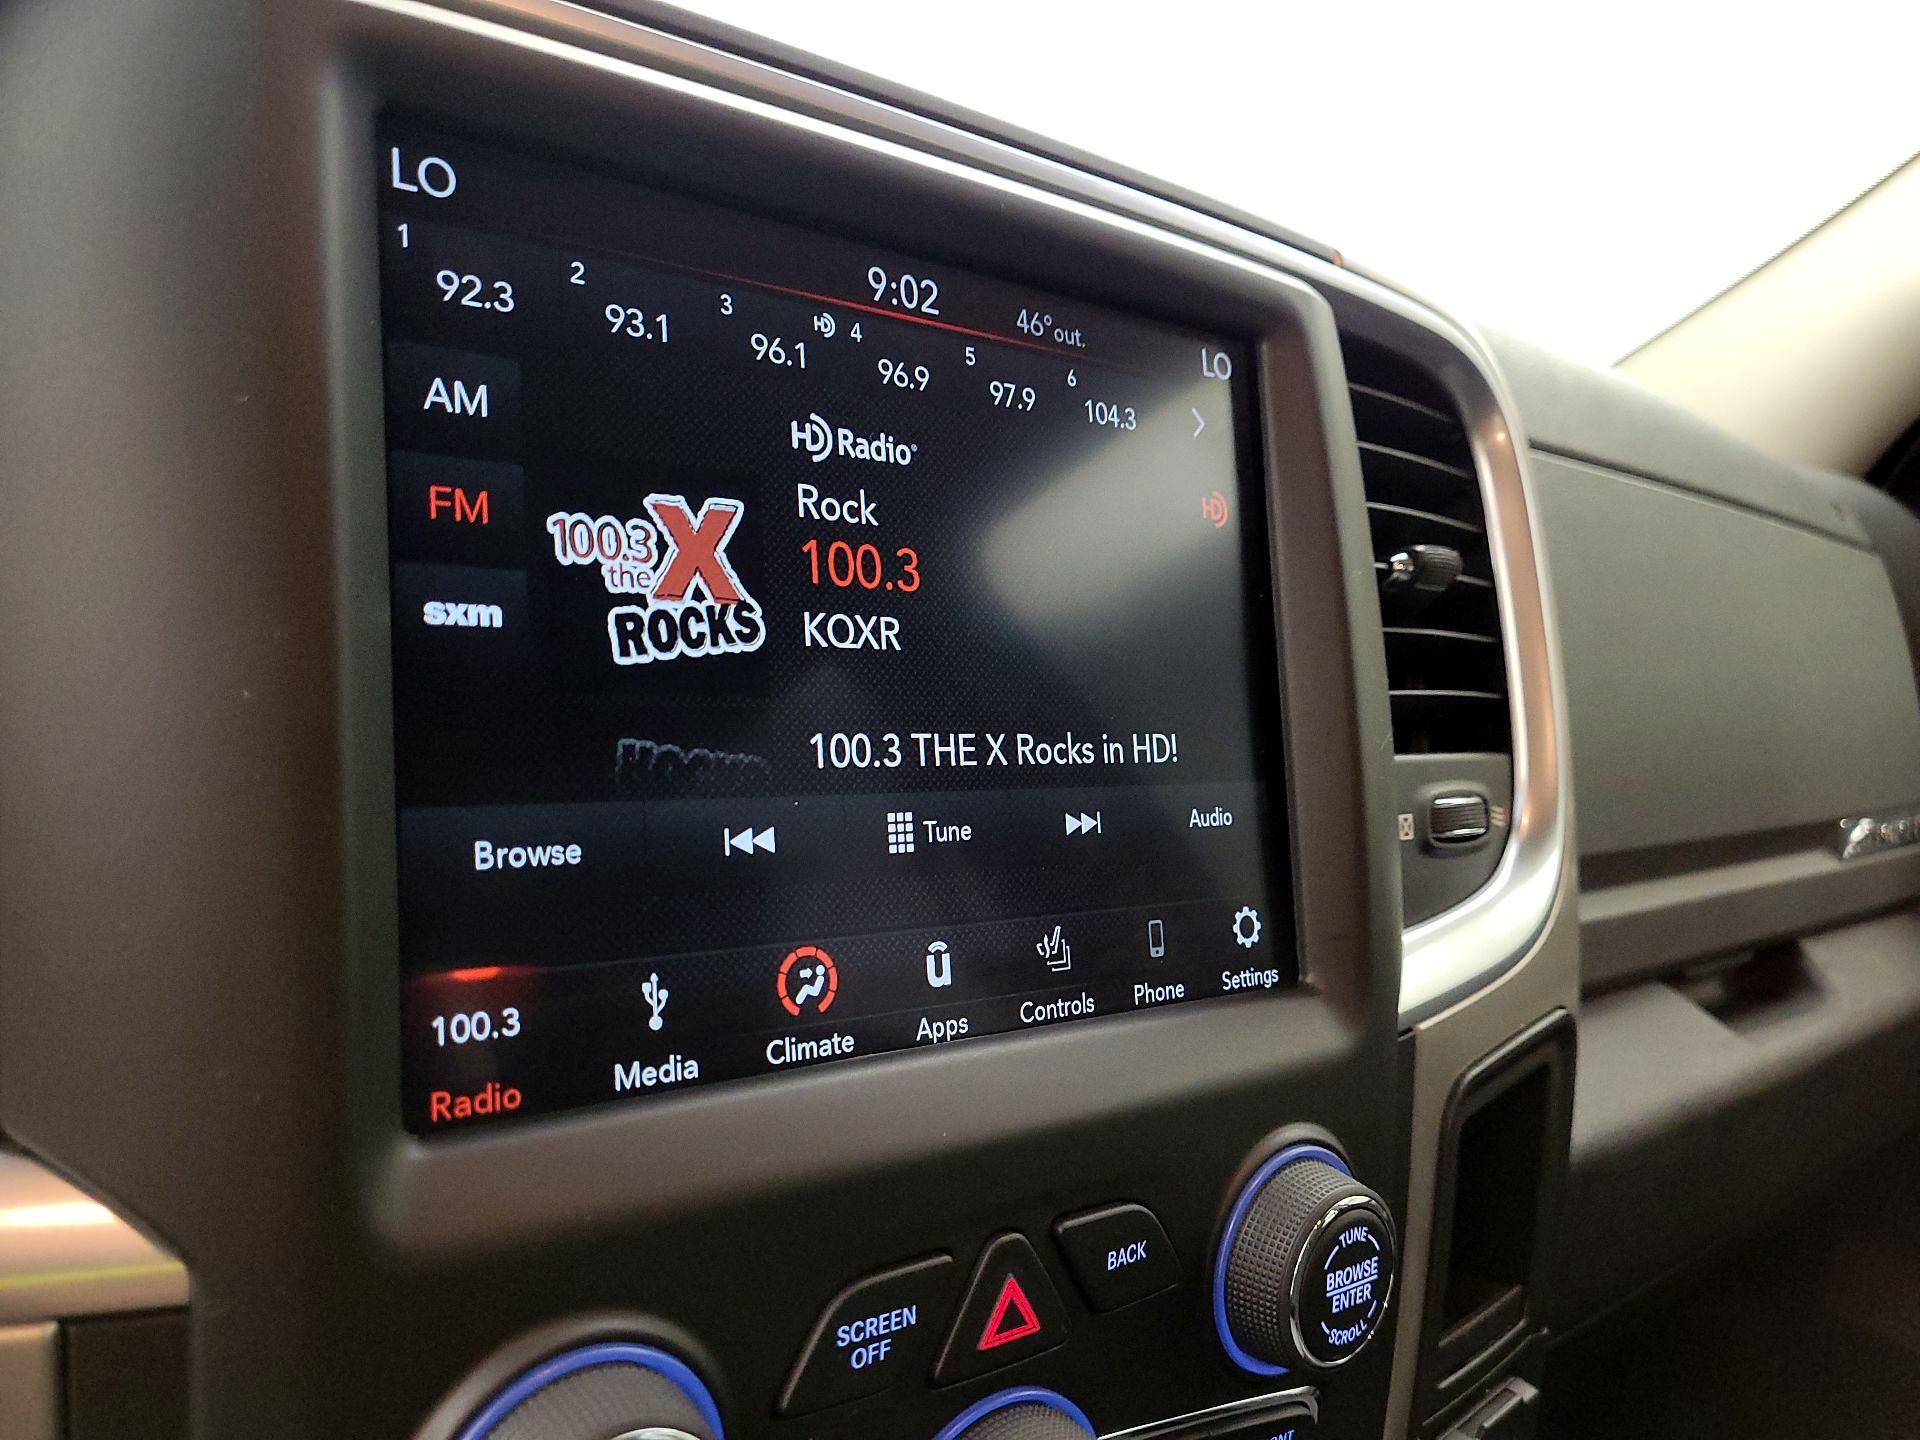 LO
9:02
46° out.
LO
1 92.3
2 93.1
3 96.1 HD
4 96.9
5 97.9
6 104.3
AM
FM
sxm
HD Radio®
Rock
100.3
KQXR
HD
100.3
the X
ROCKS
100.3 THE X Rocks in HD!
Browse
Tune
Audio
100.3
Radio
Media
Climate
Apps
Controls
Phone
Settings
SCREEN
OFF
BACK
TUNE
BROWSE
ENTER
SCROLL